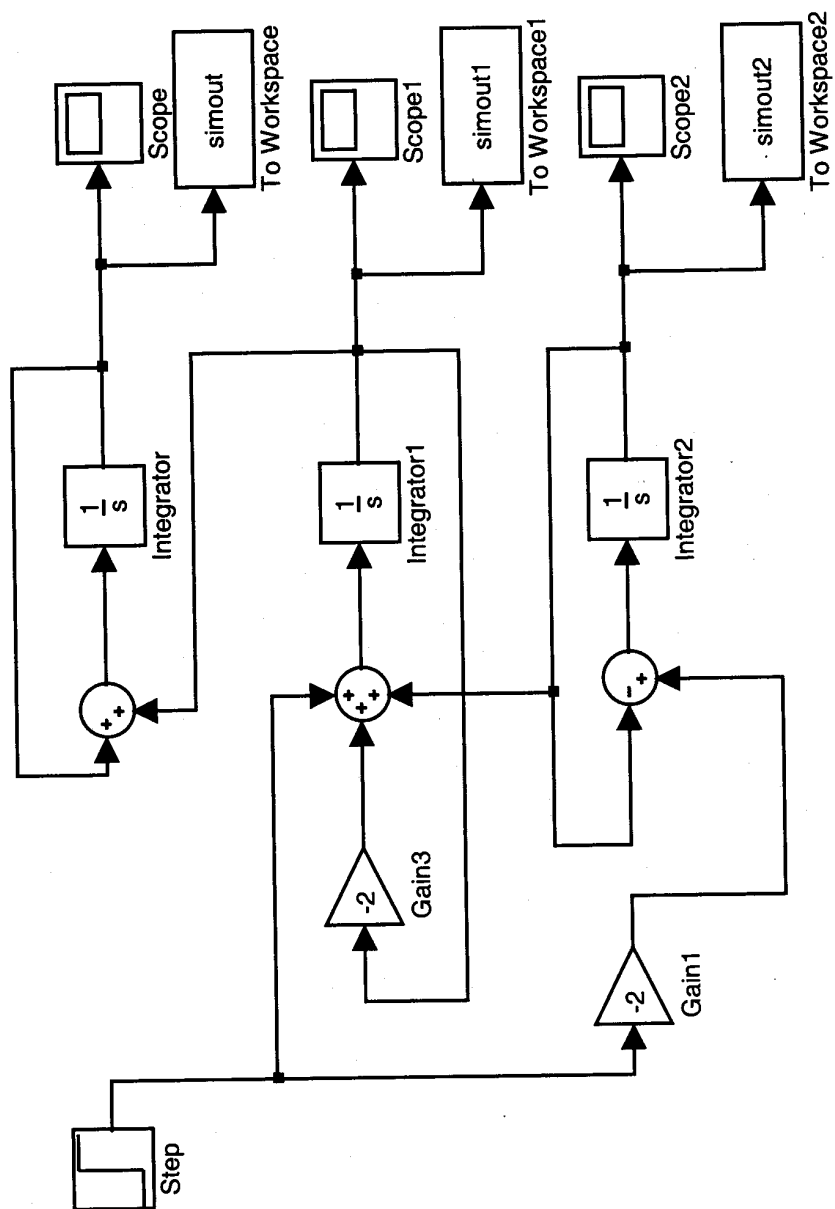 Step
-2
Gain1
-2
Gain3
+
+
+
+
+
-
+
1
s
Integrator
1
s
Integrator1
1
s
Integrator2
Scope
simout
To Workspace
Scope1
simout1
To Workspace1
Scope2
simout2
To Workspace2